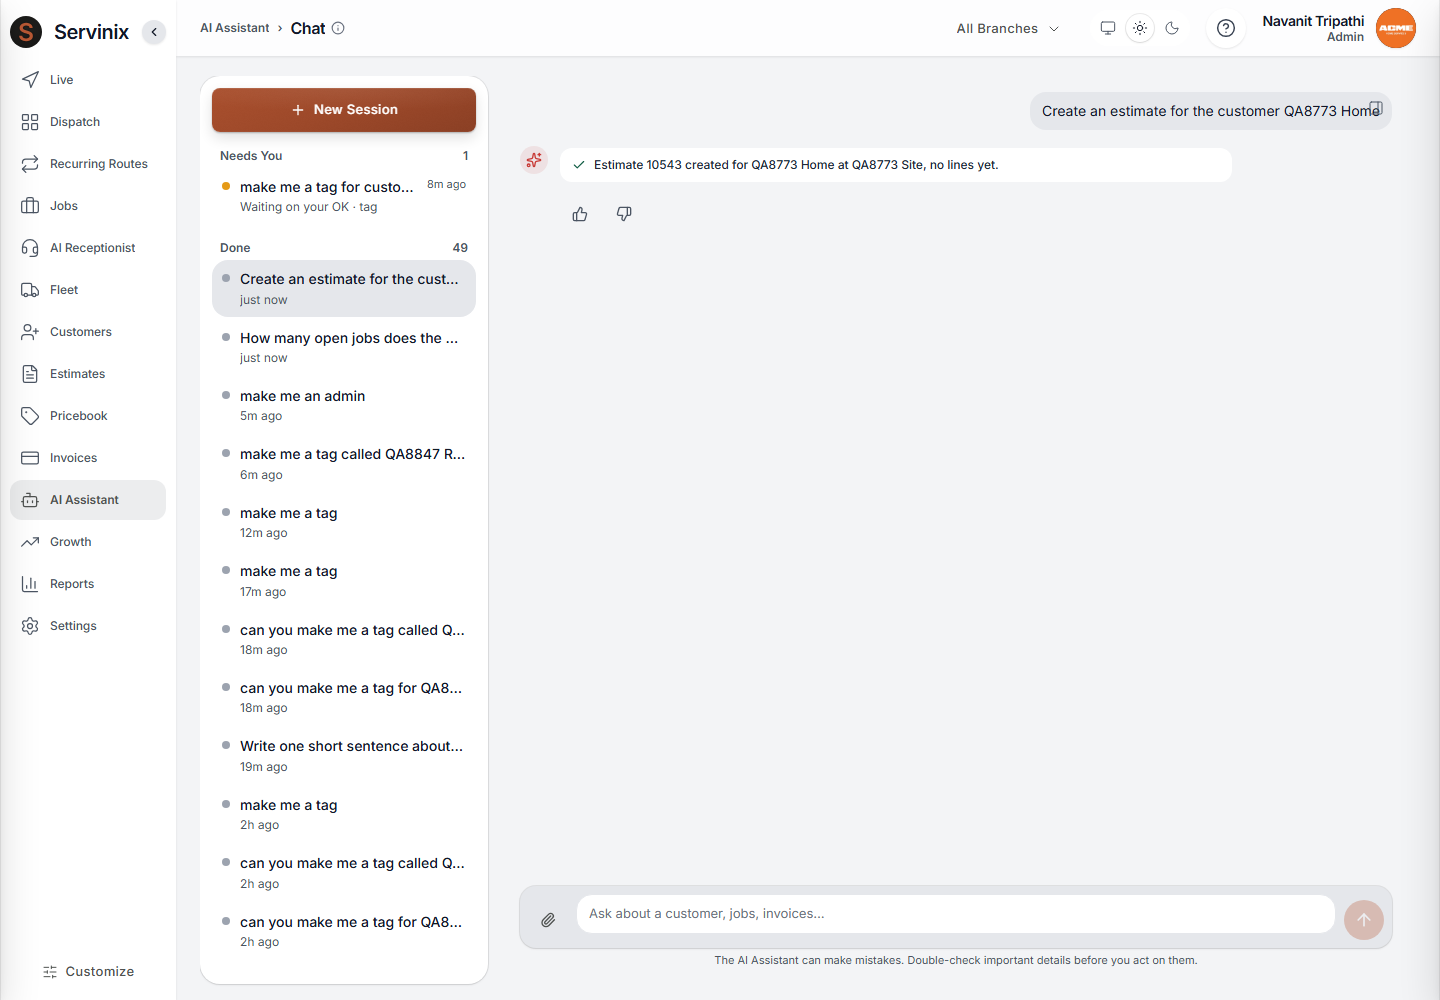 S Servinix
Live
Dispatch
Recurring Routes
Jobs
AI Receptionist
Fleet
Customers
Estimates
Pricebook
Invoices
AI Assistant
Growth
Reports
Settings
Customize
AI Assistant › Chat
All Branches
Navanit Tripathi
Admin
ACME
+ New Session
Needs You 1
make me a tag for custo... 8m ago
Waiting on your OK · tag
Done 49
Create an estimate for the cust...
just now
How many open jobs does the ...
just now
make me an admin
5m ago
make me a tag called QA8847 R...
6m ago
make me a tag
12m ago
make me a tag
17m ago
can you make me a tag called Q...
18m ago
can you make me a tag for QA8...
18m ago
Write one short sentence about...
19m ago
make me a tag
2h ago
can you make me a tag called Q...
2h ago
can you make me a tag for QA8...
2h ago
Create an estimate for the customer QA8773 Home
Estimate 10543 created for QA8773 Home at QA8773 Site, no lines yet.
Ask about a customer, jobs, invoices...
The AI Assistant can make mistakes. Double-check important details before you act on them.